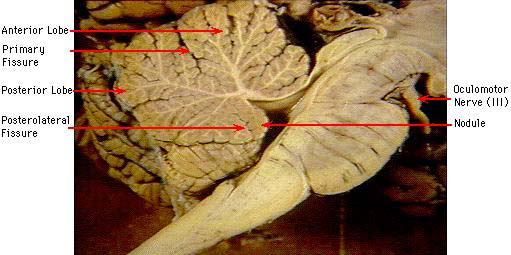 Anterior Lobe
Primary
Fissure
Posterior Lobe
Posterolateral
Fissure
Oculomotor
Nerve (III)
Nodule